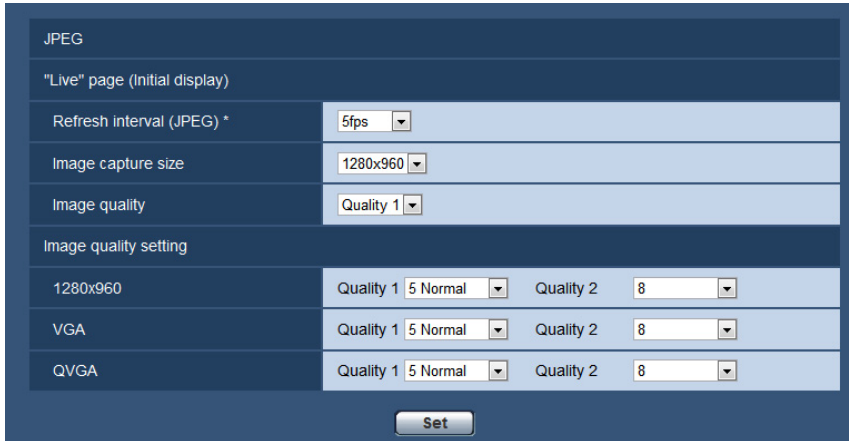 JPEG
"Live" page (Initial display)
Refresh interval (JPEG) * 5fps
Image capture size 1280x960
Image quality Quality 1
Image quality setting
1280x960 Quality 1 5 Normal Quality 2 8
VGA Quality 1 5 Normal Quality 2 8
QVGA Quality 1 5 Normal Quality 2 8
Set